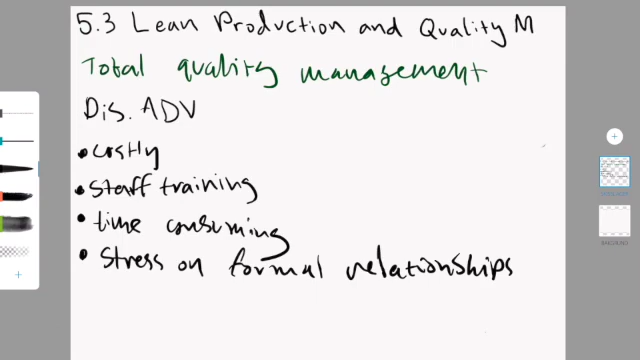 5.3 Lean Production and Quality M
Total quality management
Dis. ADV
• costly
• staff training
• time consuming
• stress on formal relationships